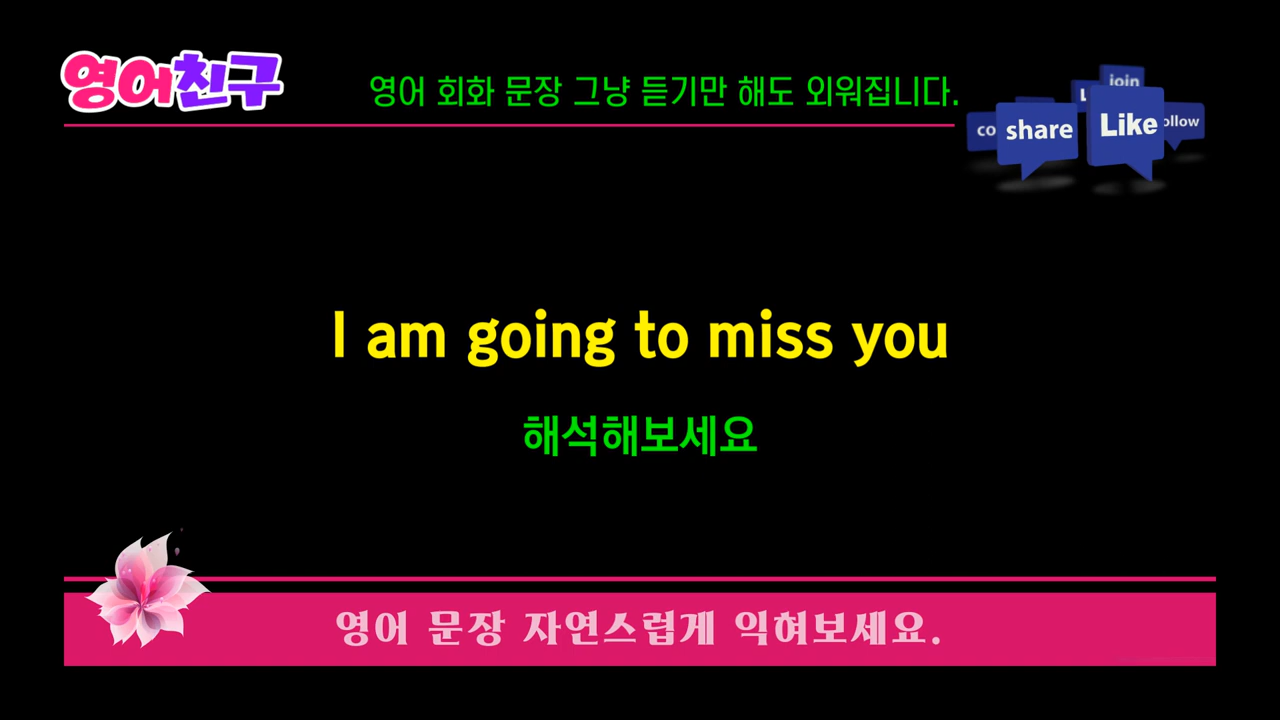 영어친구
영어 회화 문장 그냥 듣기만 해도 외워집니다.
join
L
co
share
Like
ollow
I am going to miss you
해석해보세요
영어 문장 자연스럽게 익혀보세요.